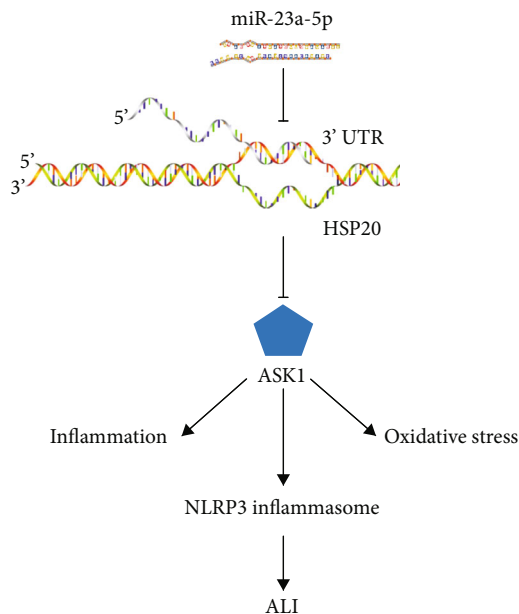 miR-23a-5p
5’
3’ UTR
5’
3’
HSP20
ASK1
Inflammation
Oxidative stress
NLRP3 inflammasome
ALI